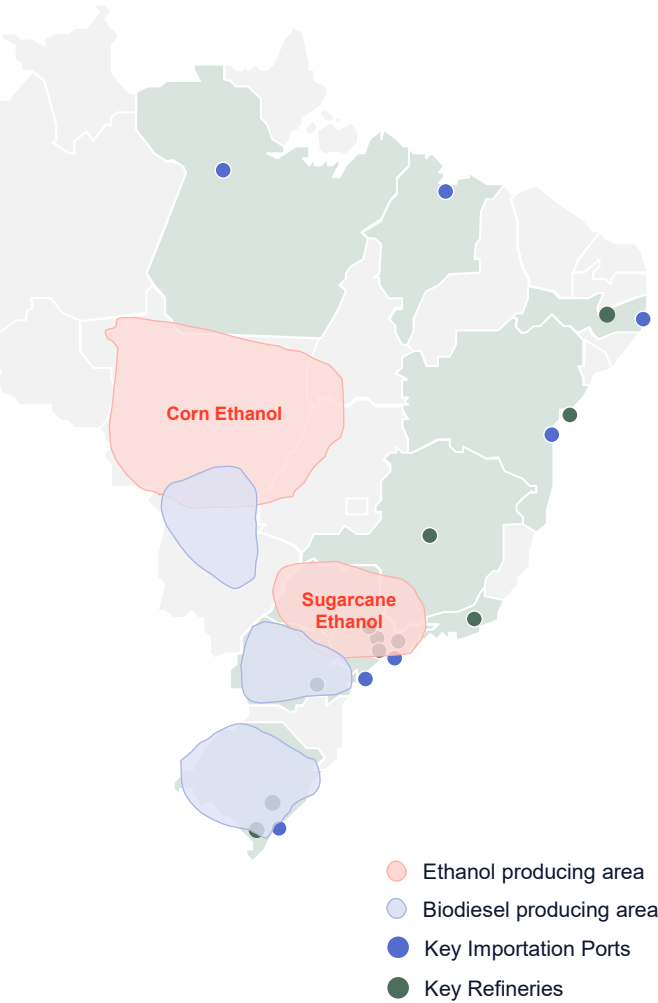 Corn Ethanol
Sugarcane
Ethanol
Ethanol producing area
Biodiesel producing area
Key Importation Ports
Key Refineries